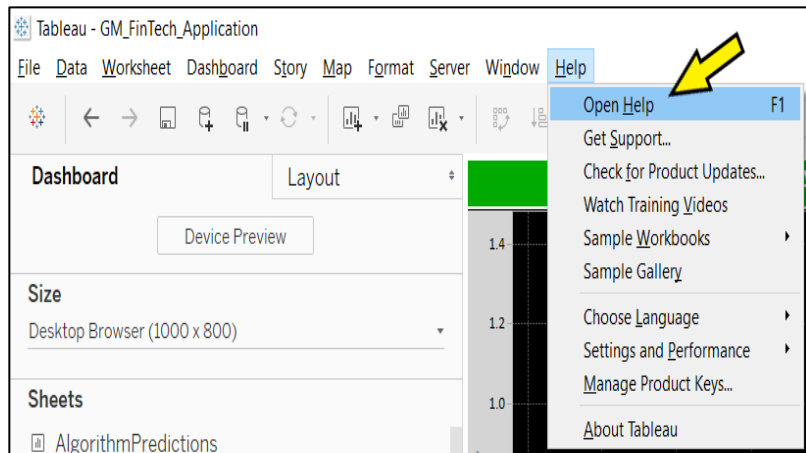 Tableau - GM_FinTech_Application
File Data Worksheet Dashboard Story Map Format Server Window Help
Open Help F1
Get Support...
Check for Product Updates...
Watch Training Videos
Sample Workbooks
Sample Gallery
Choose Language
Settings and Performance
Manage Product Keys...
About Tableau
Dashboard Layout
Device Preview
Size
Desktop Browser (1000 x 800)
Sheets
AlgorithmPredictions
1.4
1.2
1.0